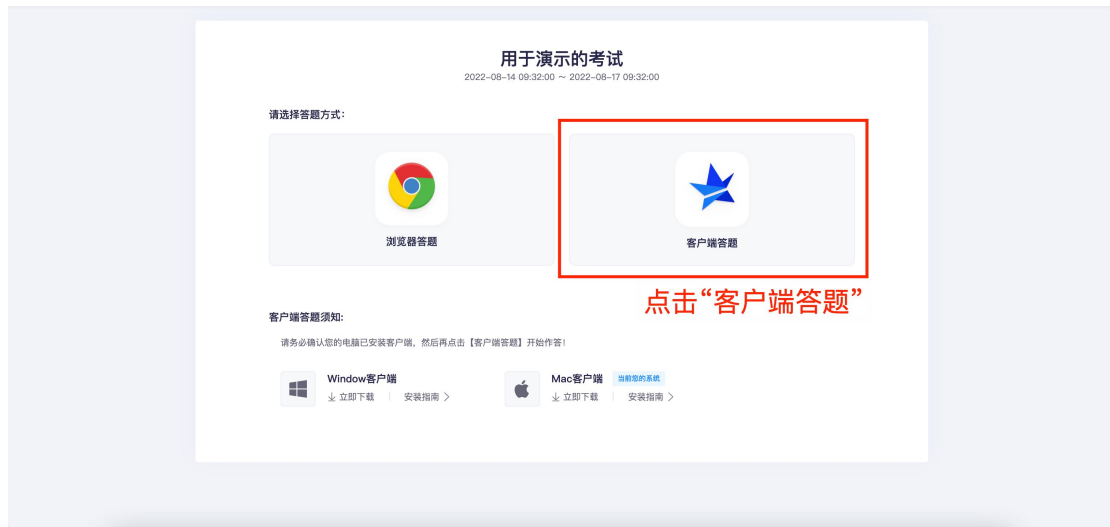 用于演示的考试
2022-08-14 09:32:00 ~ 2022-08-17 09:32:00
请选择答题方式：
浏览器答题
客户端答题
点击“客户端答题”
客户端答题须知:
请务必确认您的电脑已安装客户端，然后再点击【客户端答题】开始作答！
Window客户端
立即下载
安装指南
Mac客户端 当前您的系统
立即下载
安装指南